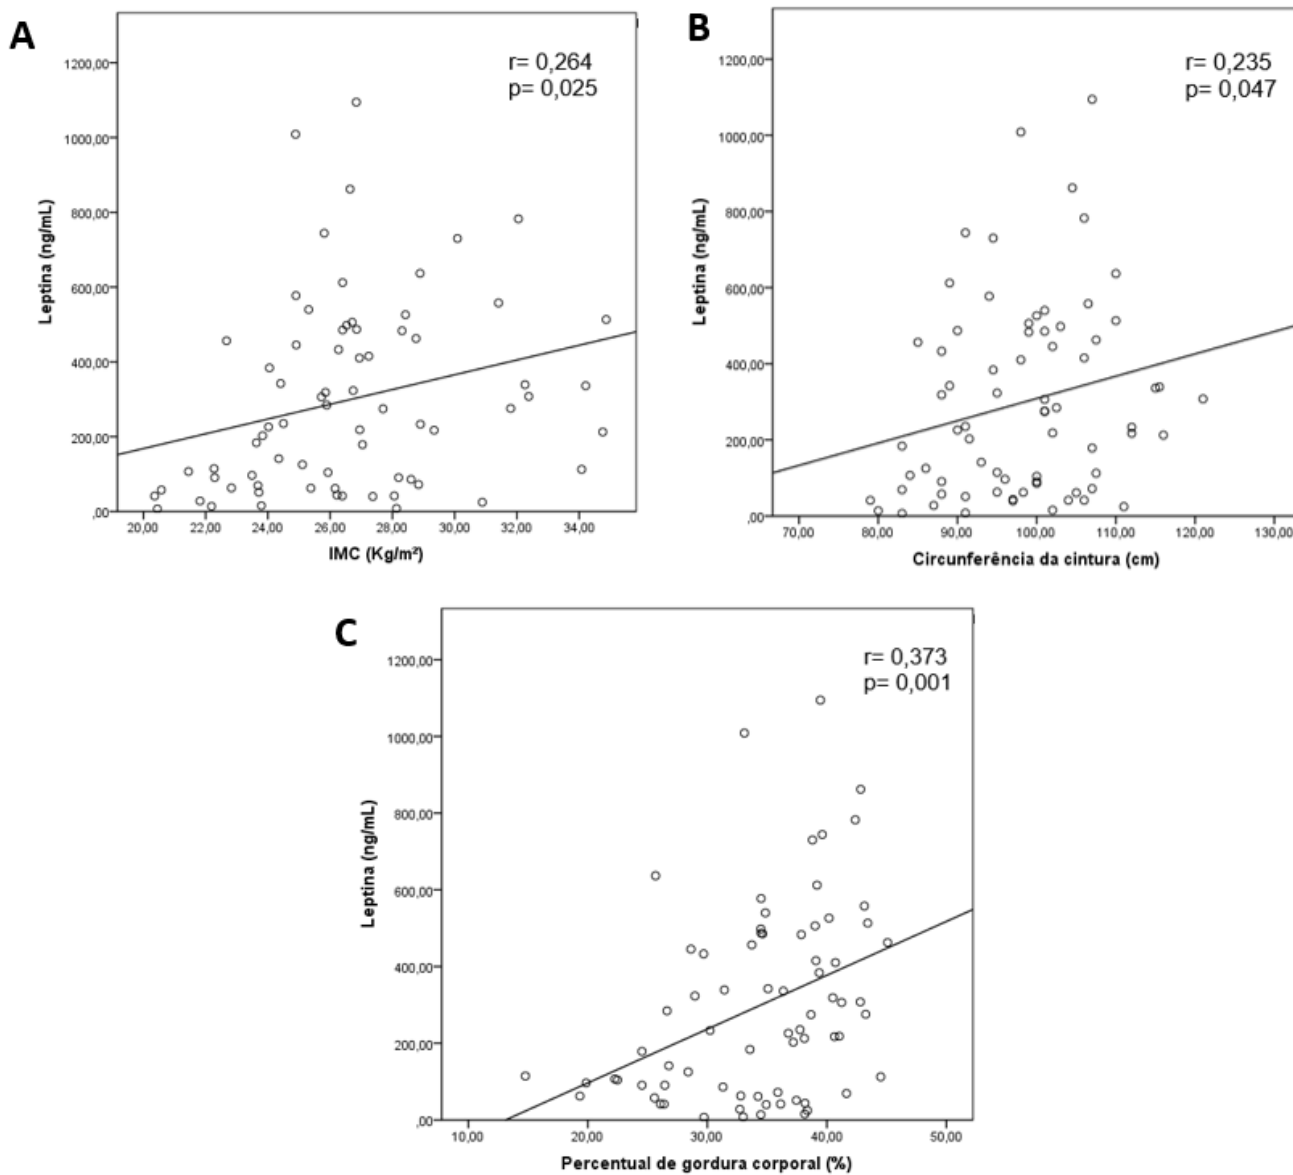 A
r= 0,264
p= 0,025
1200,00
1000,00
800,00
600,00
400,00
200,00
,00
Leptina (ng/mL)
20,00 22,00 24,00 26,00 28,00 30,00 32,00 34,00
IMC (Kg/m²)
B
r= 0,235
p= 0,047
1200,00
1000,00
800,00
600,00
400,00
200,00
,00
Leptina (ng/mL)
70,00 80,00 90,00 100,00 110,00 120,00 130,00
Circunferência da cintura (cm)
C
r= 0,373
p= 0,001
1200,00
1000,00
800,00
600,00
400,00
200,00
,00
Leptina (ng/mL)
10,00 20,00 30,00 40,00 50,00
Percentual de gordura corporal (%)